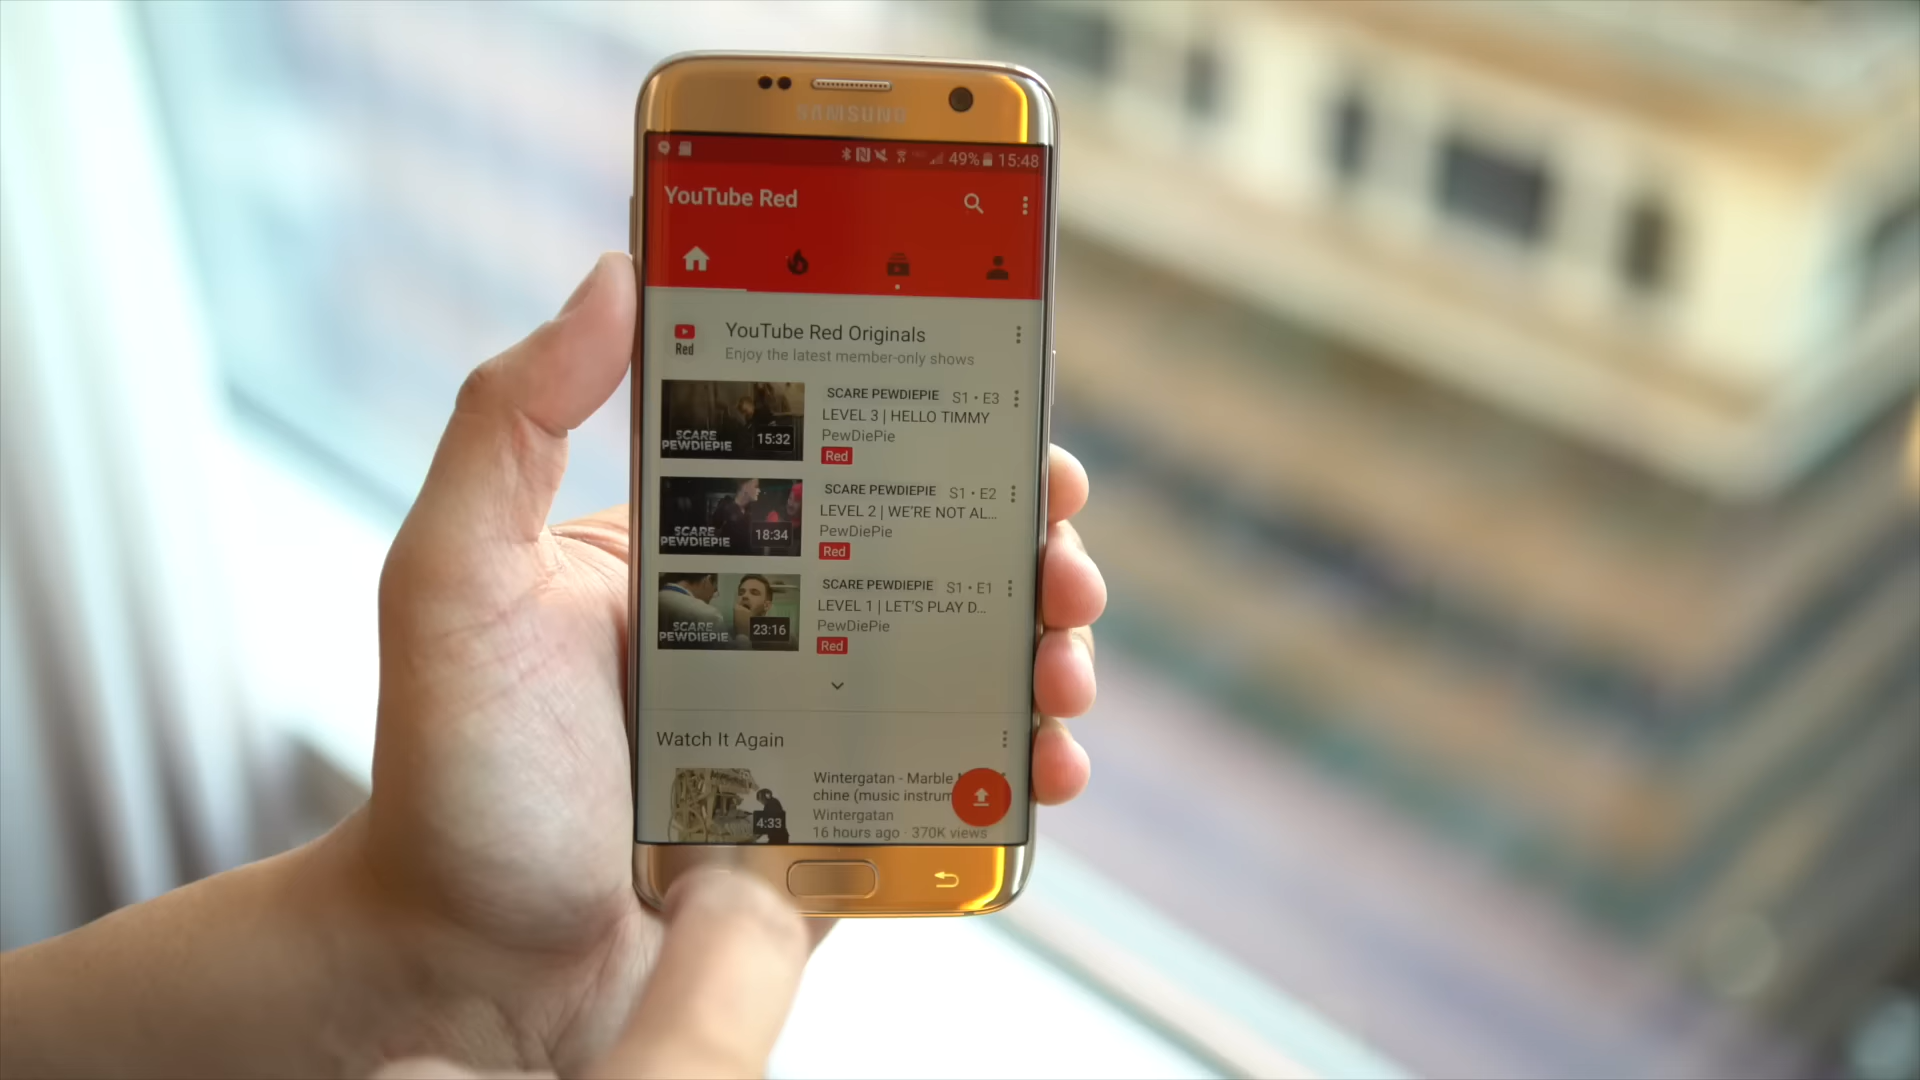 SAMSUNG
49% 15:48
YouTube Red
Red
YouTube Red Originals
Enjoy the latest member-only shows
SCARE PEWDIEPIE
15:32
SCARE PEWDIEPIE S1 • E3
LEVEL 3 | HELLO TIMMY
PewDiePie
Red
SCARE PEWDIEPIE
18:34
SCARE PEWDIEPIE S1 • E2
LEVEL 2 | WE'RE NOT AL...
PewDiePie
Red
SCARE PEWDIEPIE
23:16
SCARE PEWDIEPIE S1 • E1
LEVEL 1 | LET'S PLAY D...
PewDiePie
Red
Watch It Again
4:33
Wintergatan - Marble
chine (music instrum
Wintergatan
16 hours ago · 370K views